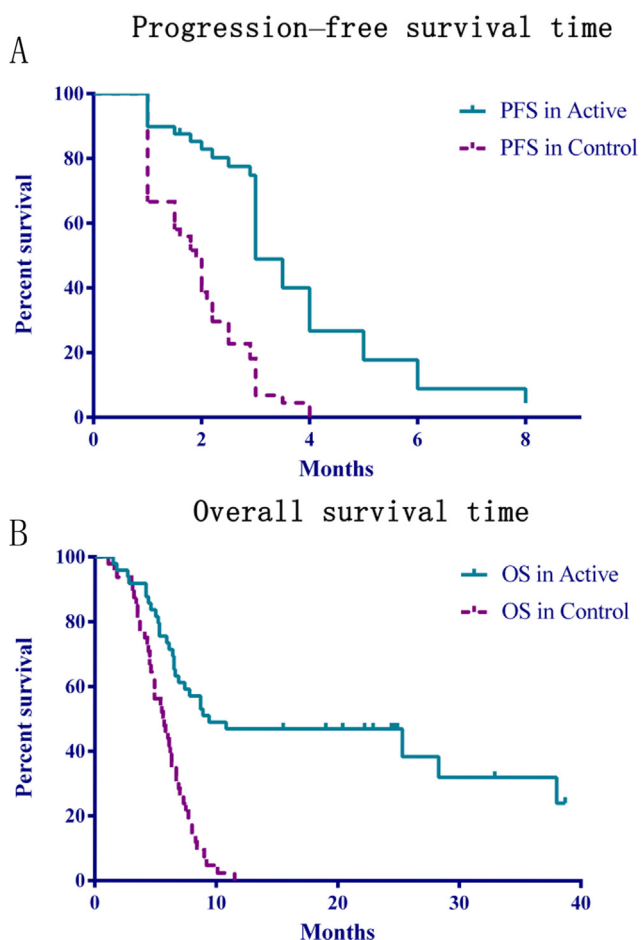 Progression–free survival time
A
PFS in Active
PFS in Control
Percent survival
100
80
60
40
20
0
0 2 4 6 8
Months
Overall survival time
B
OS in Active
OS in Control
Percent survival
100
80
60
40
20
0
0 10 20 30 40
Months